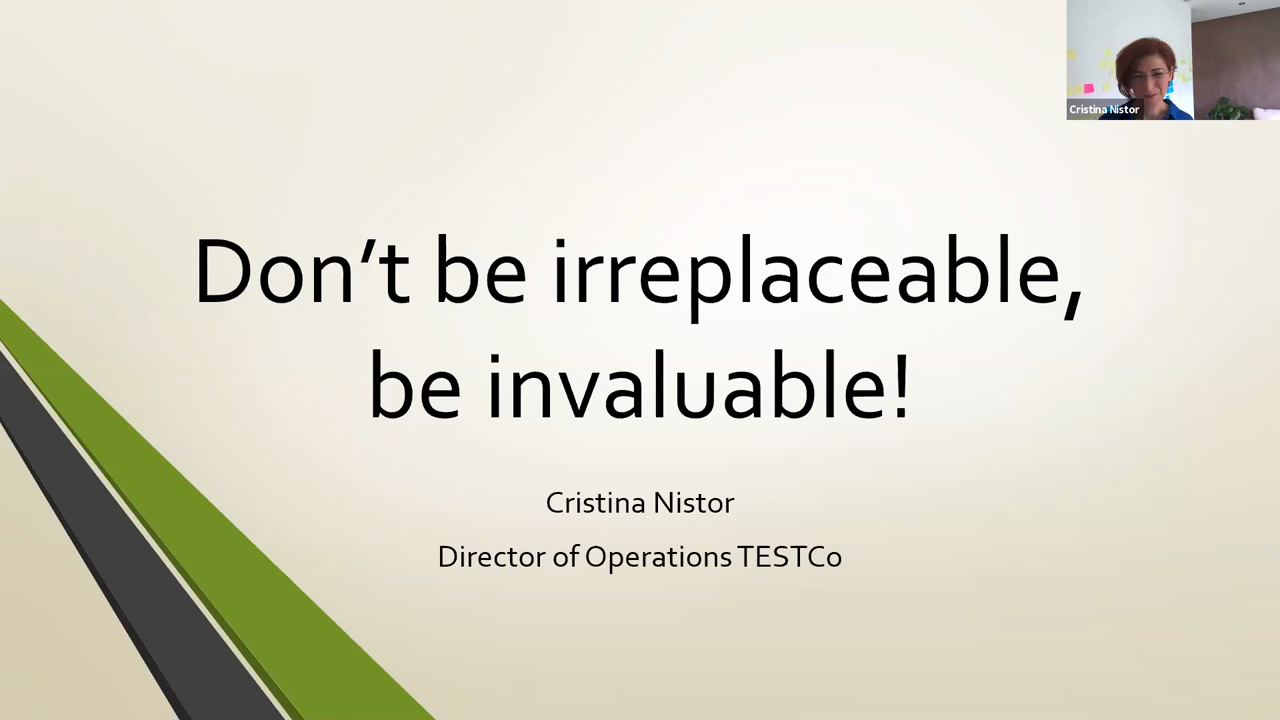 Cristina Nistor
Don’t be irreplaceable,
be invaluable!
Cristina Nistor
Director of Operations TESTCo